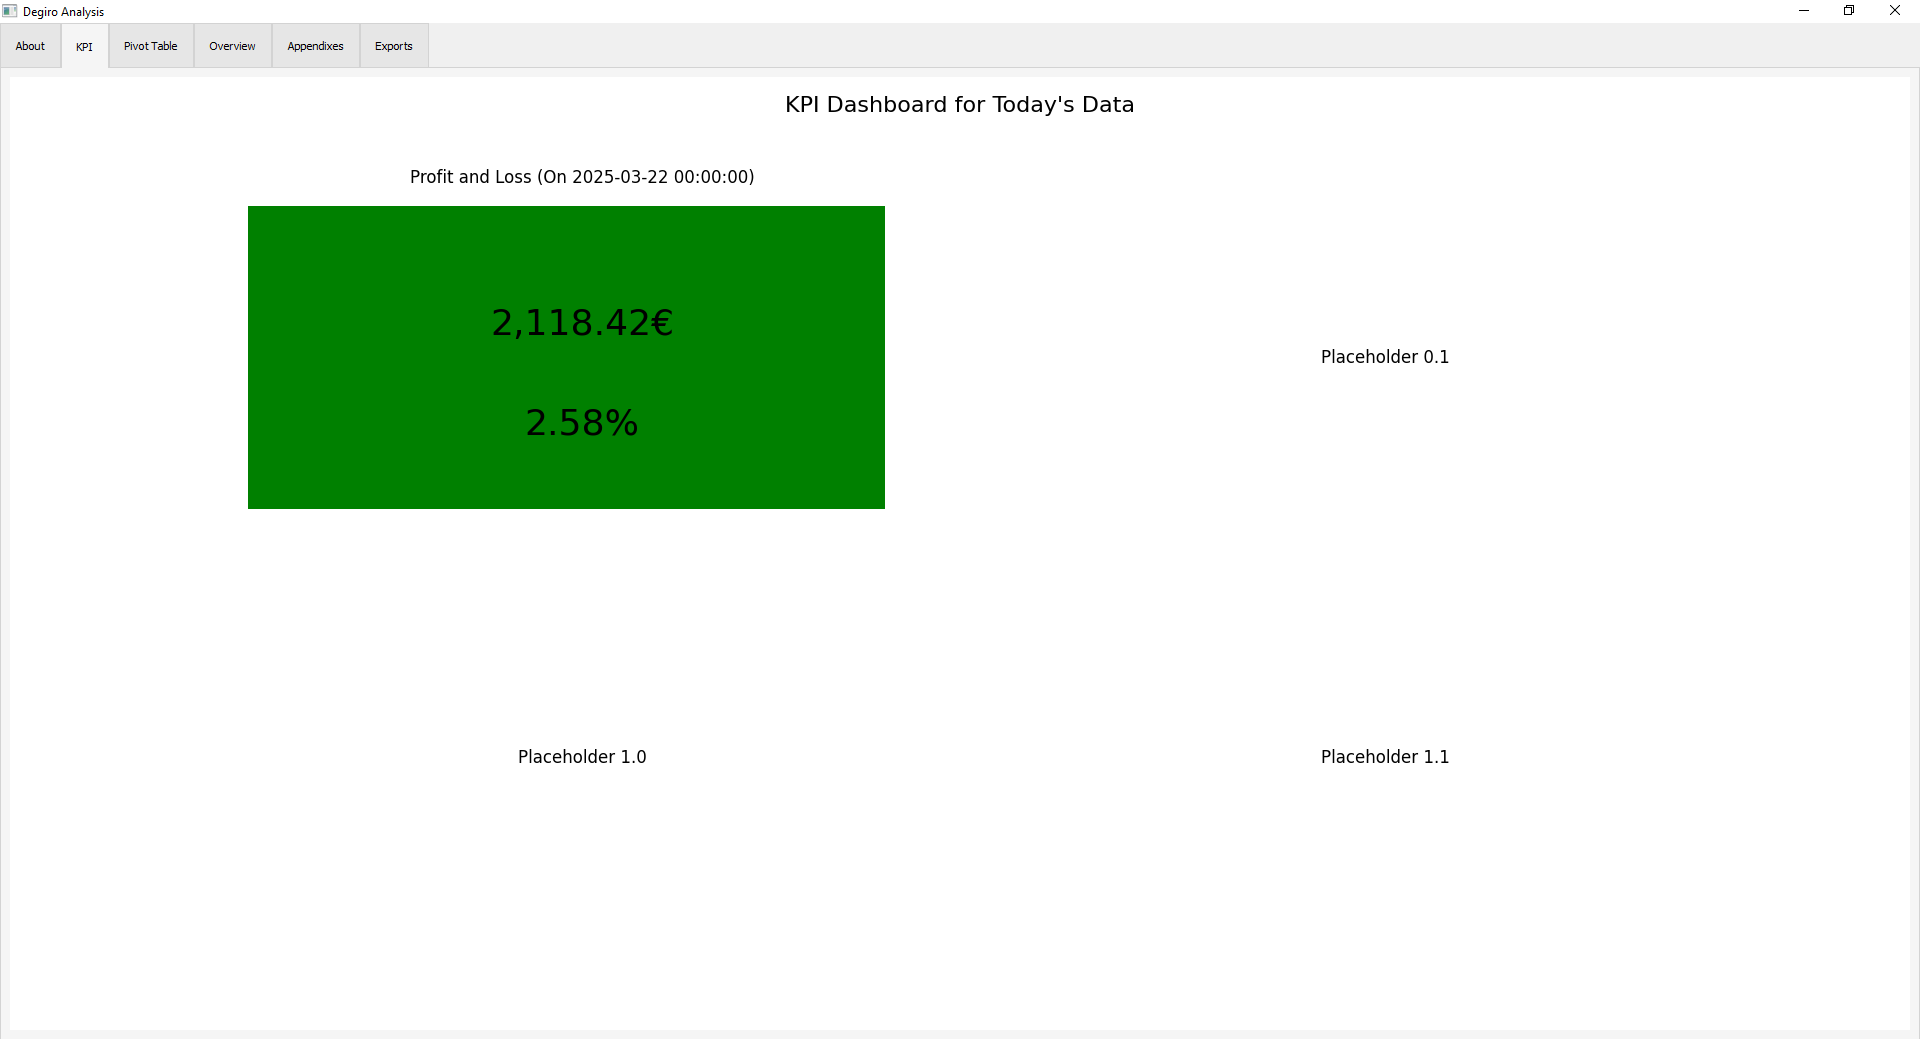 Degiro Analysis
About KPI Pivot Table Overview Appendixes Exports
KPI Dashboard for Today's Data
Profit and Loss (On 2025-03-22 00:00:00)
2,118.42€
2.58%
Placeholder 0.1
Placeholder 1.0
Placeholder 1.1